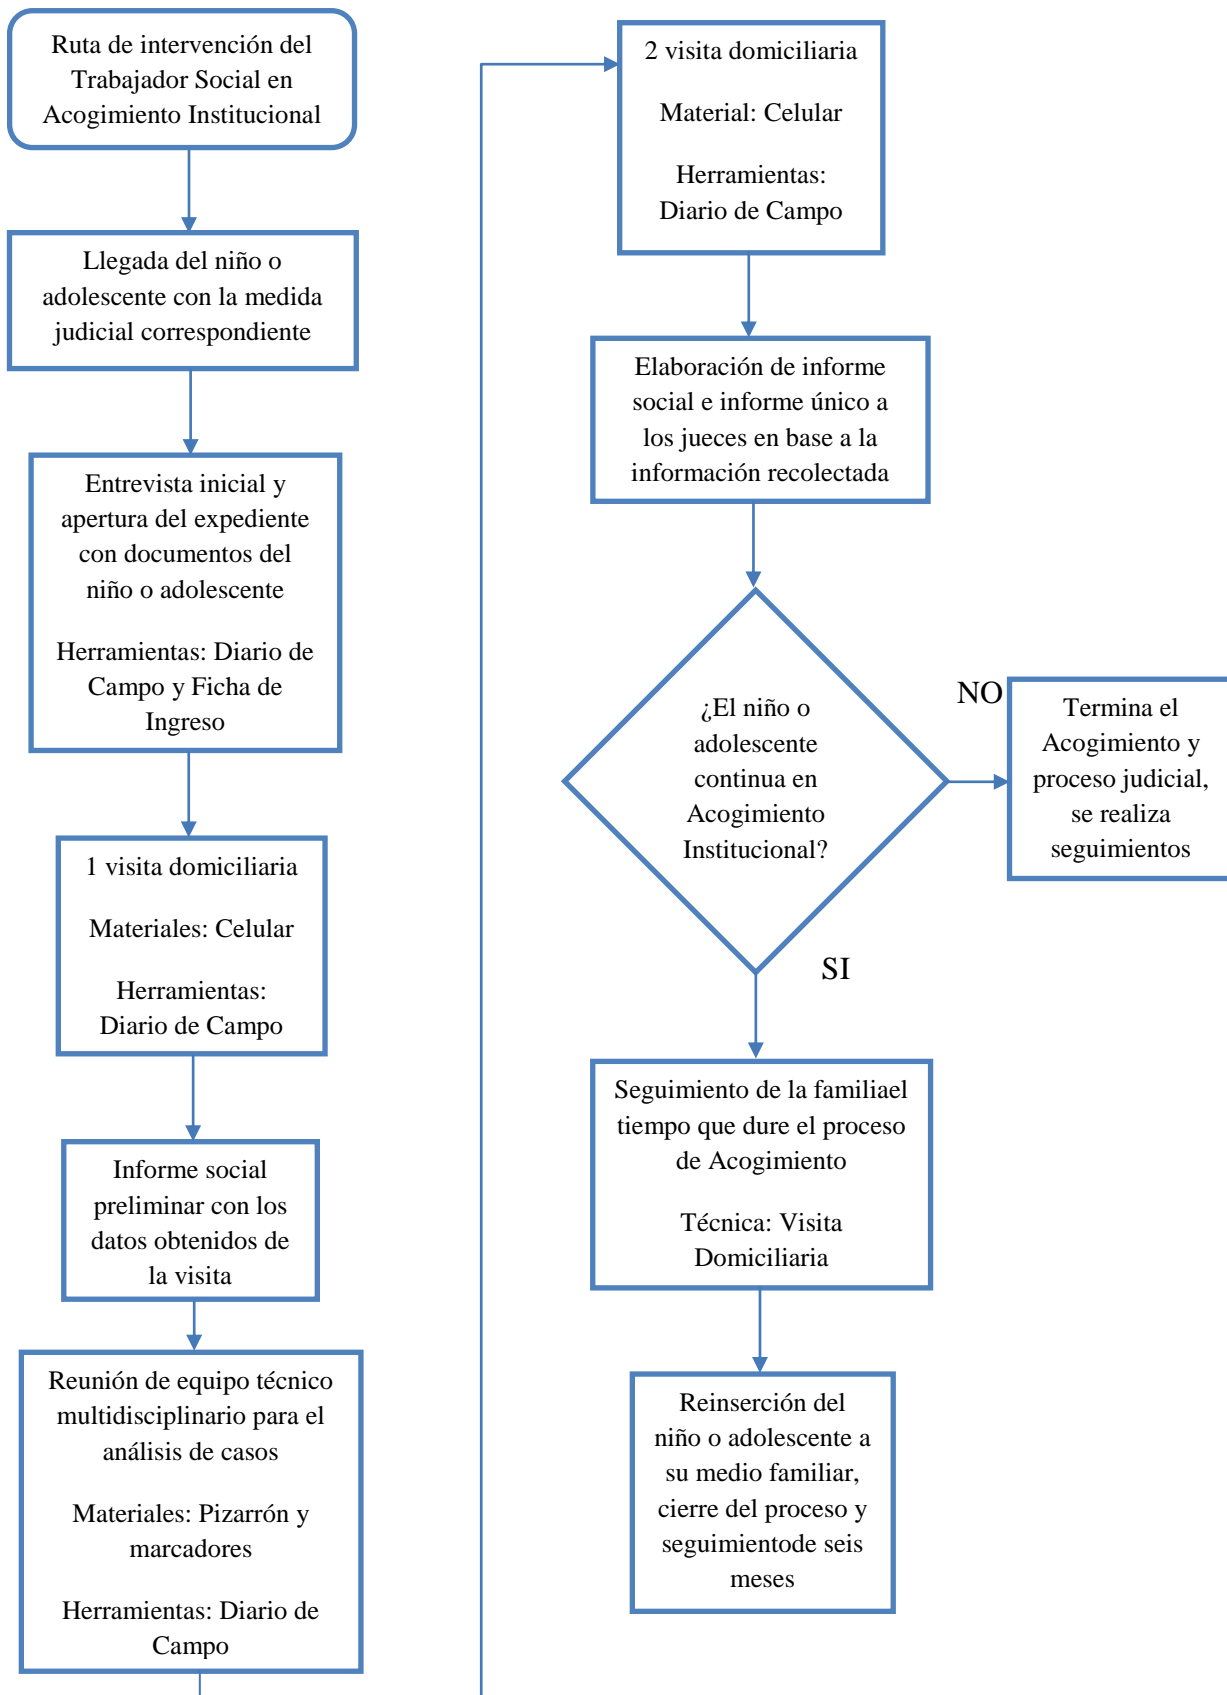 Ruta de intervención del
Trabajador Social en
Acogimiento Institucional
Llegada del niño o
adolescente con la medida
judicial correspondiente
Entrevista inicial y
apertura del expediente
con documentos del
niño o adolescente
Herramientas: Diario de
Campo y Ficha de
Ingreso
1 visita domiciliaria
Materiales: Celular
Herramientas:
Diario de Campo
Informe social
preliminar con los
datos obtenidos de
la visita
Reunión de equipo técnico
multidisciplinario para el
análisis de casos
Materiales: Pizarrón y
marcadores
Herramientas: Diario de
Campo
2 visita domiciliaria
Material: Celular
Herramientas:
Diario de Campo
Elaboración de informe
social e informe único a
los jueces en base a la
información recolectada
¿El niño o
adolescente
continua en
Acogimiento
Institucional?
NO
Termina el
Acogimiento y
proceso judicial,
se realiza
seguimientos
SI
Seguimiento de la familiael
tiempo que dure el proceso
de Acogimiento
Técnica: Visita
Domiciliaria
Reinserción del
niño o adolescente a
su medio familiar,
cierre del proceso y
seguimientode seis
meses